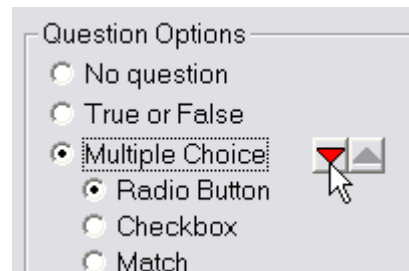 Question Options
No question
True or False
Multiple Choice
Radio Button
Checkbox
Match